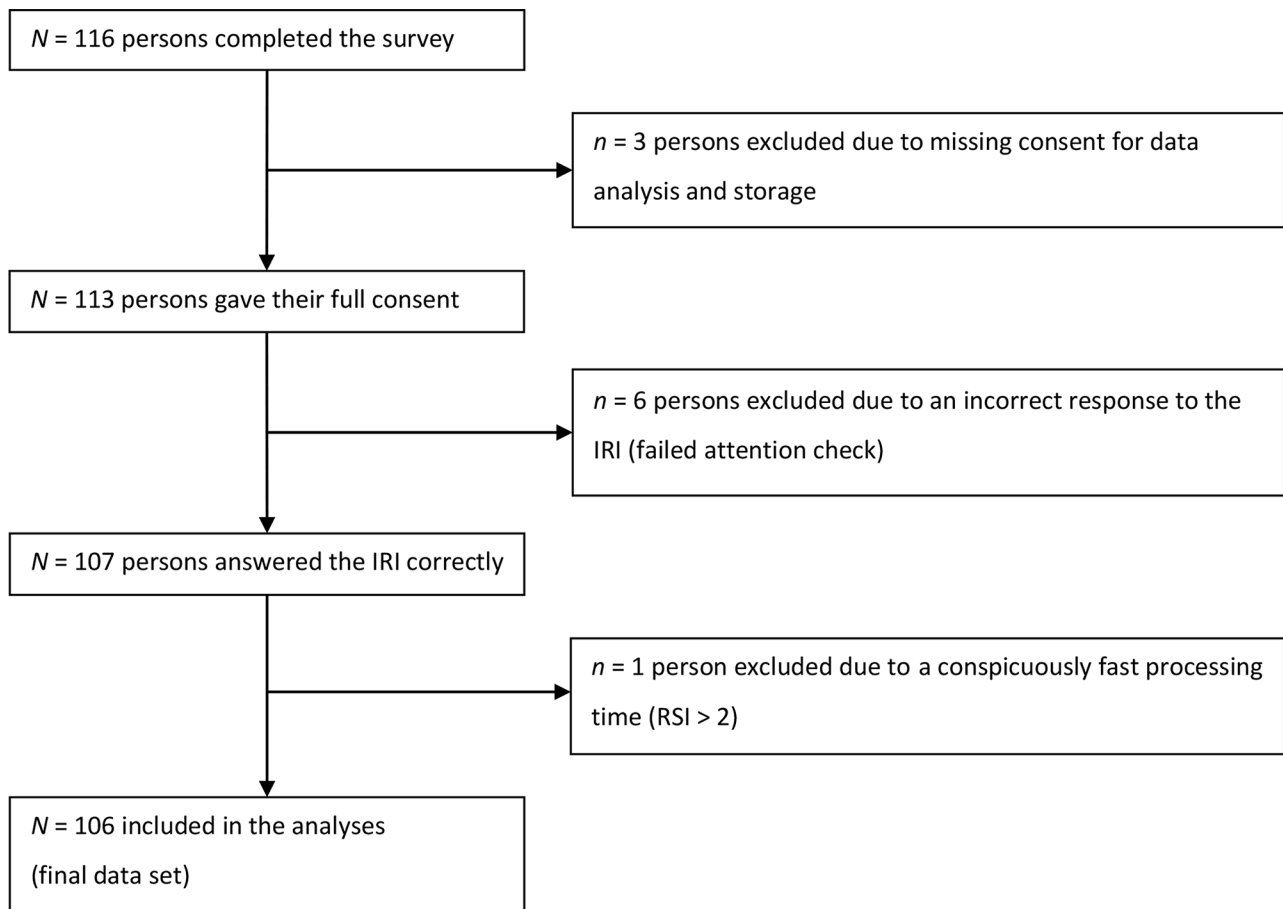 N = 116 persons completed the survey
n = 3 persons excluded due to missing consent for data
analysis and storage
N = 113 persons gave their full consent
n = 6 persons excluded due to an incorrect response to the
IRI (failed attention check)
N = 107 persons answered the IRI correctly
n = 1 person excluded due to a conspicuously fast processing
time (RSI > 2)
N = 106 included in the analyses
(final data set)